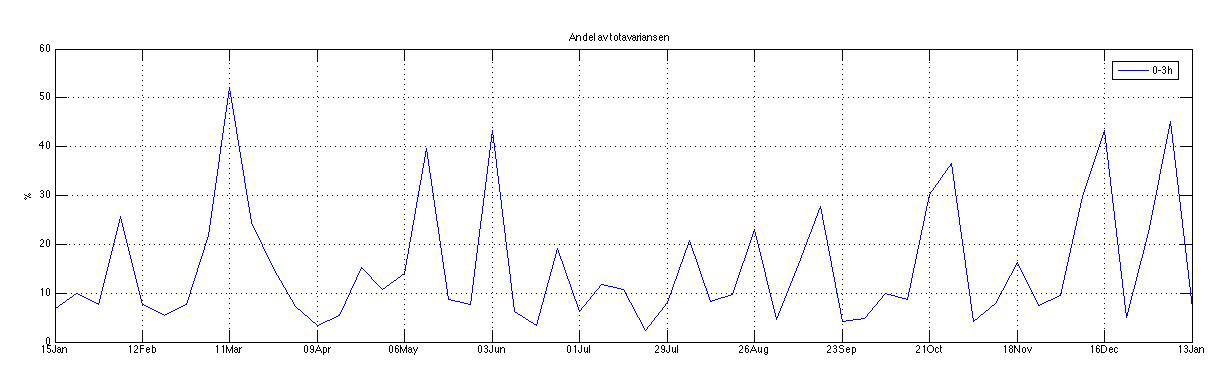 Andel av totavariansen
60
50
40
30
20
10
0
%
0-3h
15Jan 12Feb 11Mar 09Apr 06May 03Jun 01Jul 29Jul 26Aug 23Sep 21Oct 18Nov 16Dec 13Jan